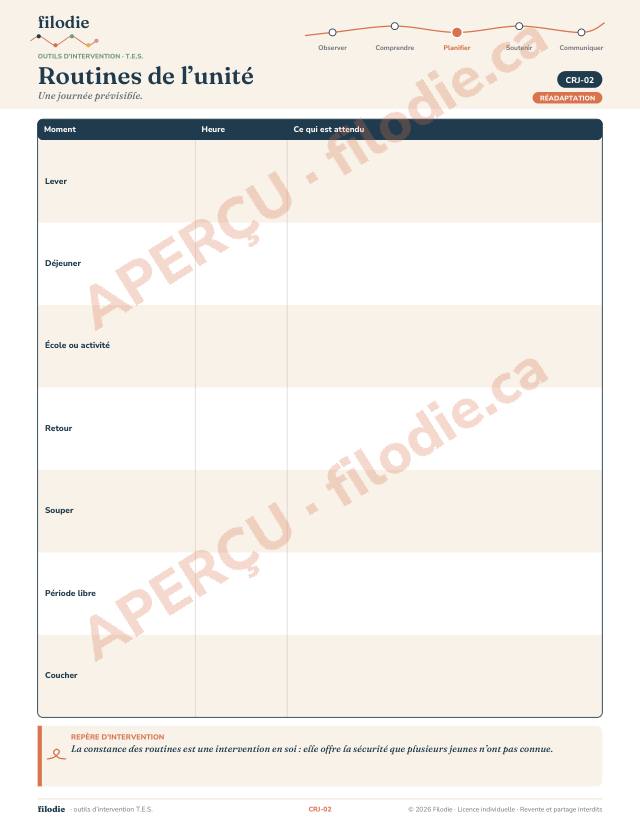 filodie
OUTILS D'INTERVENTION · T.E.S.
Routines de l'unité
Une journée prévisible.
Observer Comprendre Planifier Soutenir Communiquer
CRJ-02
RÉADAPTATION
Moment Heure Ce qui est attendu
Lever
Déjeuner
École ou activité
Retour
Souper
Période libre
Coucher
APERÇU · filodie.ca
APERÇU · filodie.ca
REPÈRE D'INTERVENTION
La constance des routines est une intervention en soi : elle offre la sécurité que plusieurs jeunes n'ont pas connue.
filodie · outils d'intervention T.E.S. CRJ-02 © 2026 Filodie · Licence individuelle · Revente et partage interdits